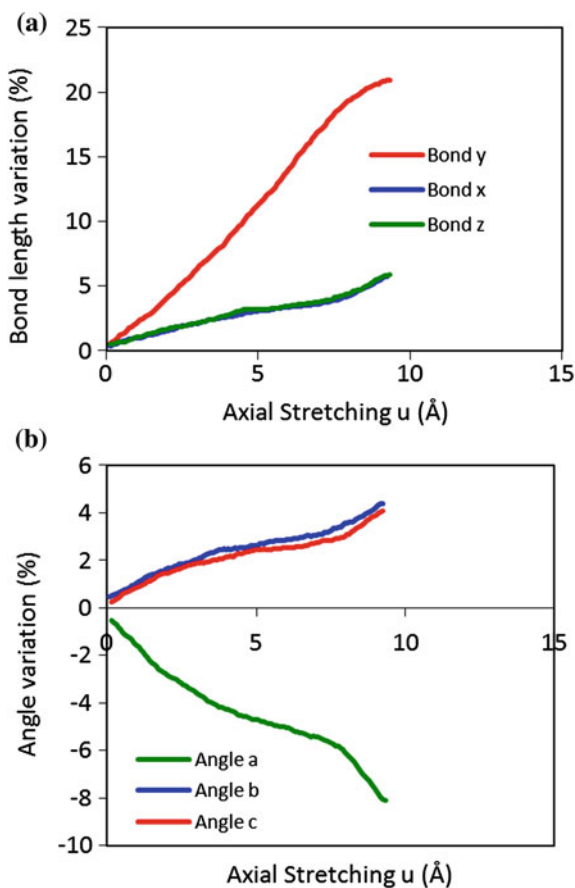 (a)
25
20
15
10
5
0
Bond length variation (%)
Bond y
Bond x
Bond z
0 5 10 15
Axial Stretching u (Å)
(b)
6
4
2
0
-2
-4
-6
-8
-10
Angle variation (%)
0 5 10 15
Angle a
Angle b
Angle c
Axial Stretching u (Å)